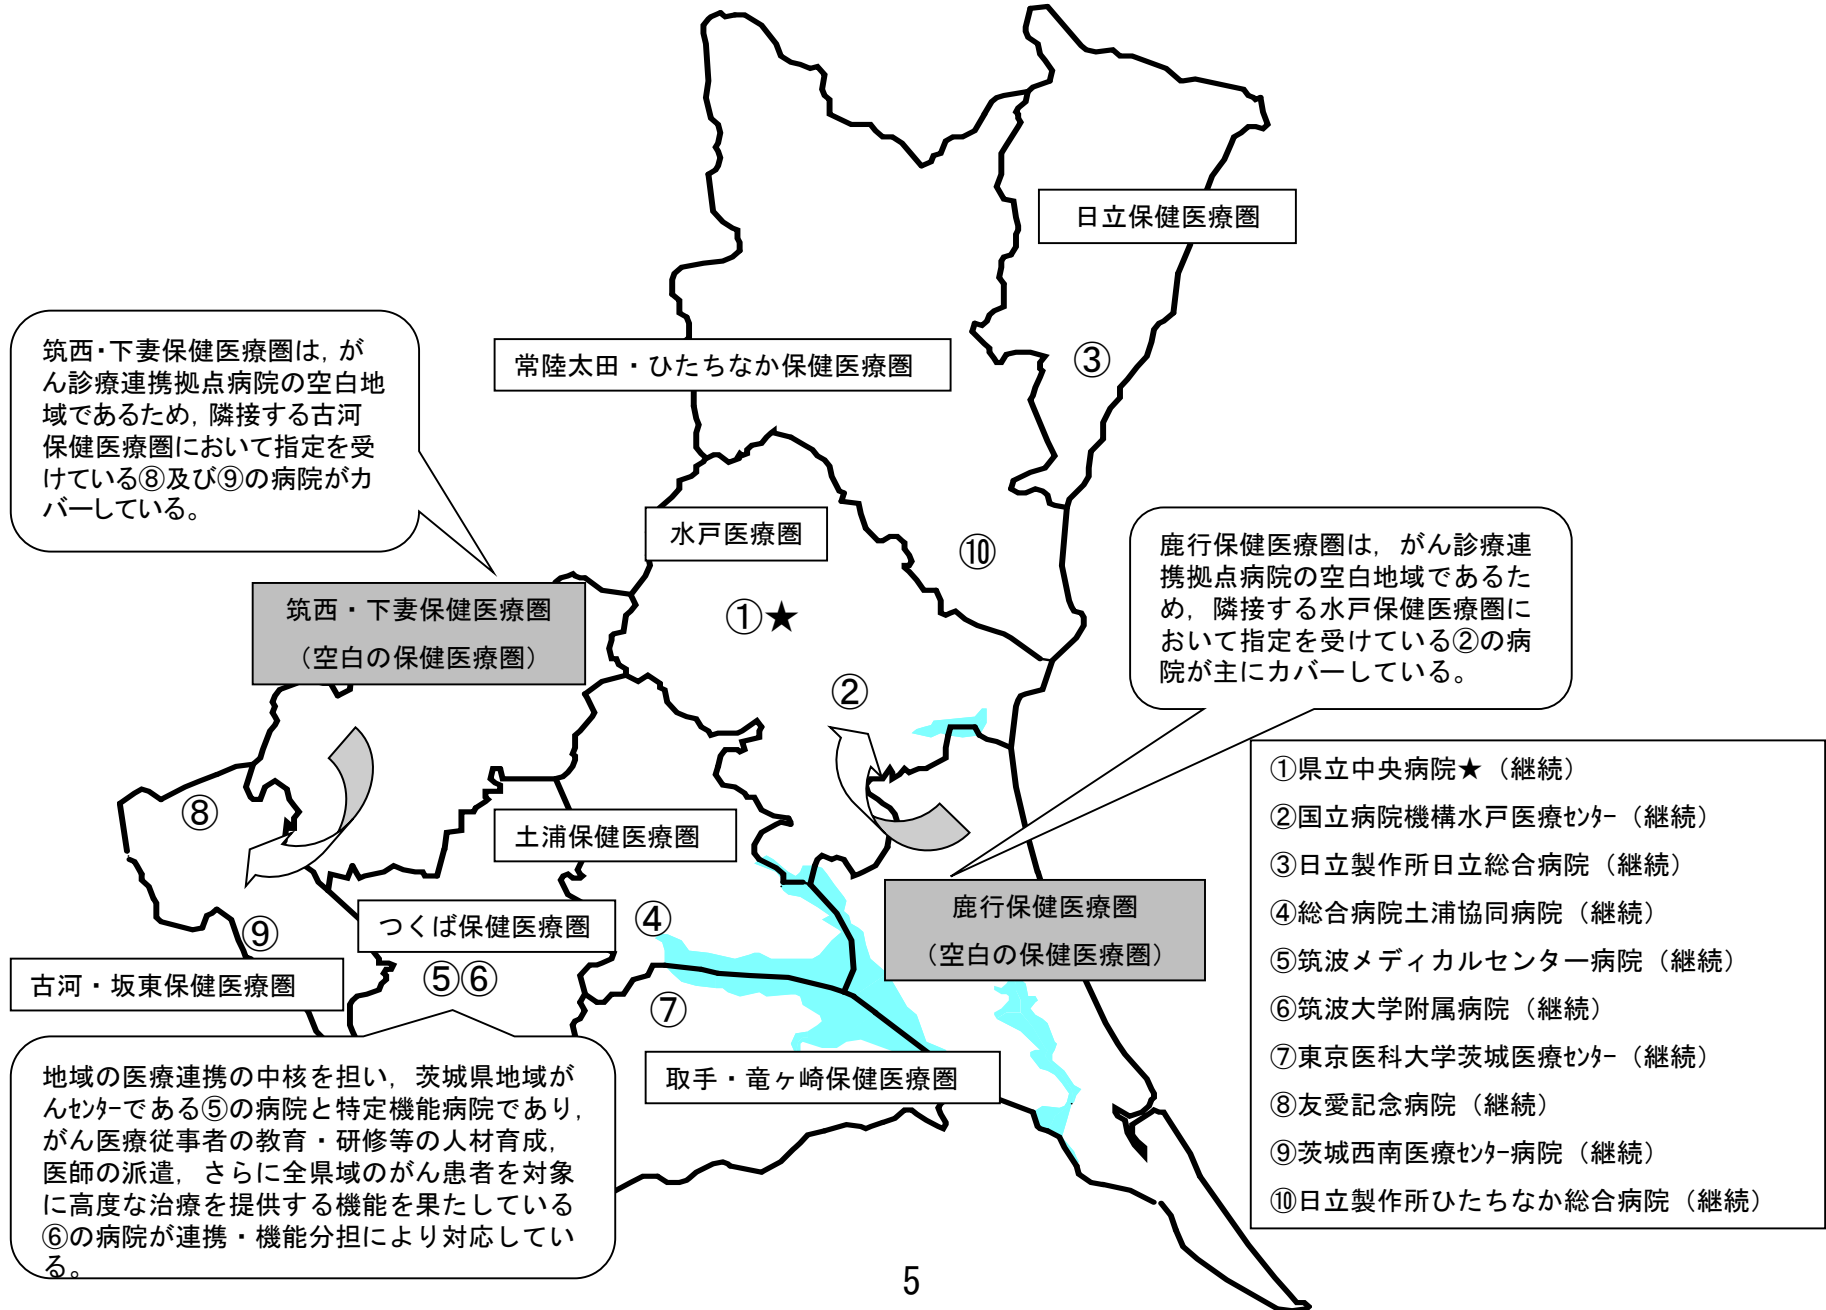 日立保健医療圏
③
常陸太田・ひたちなか保健医療圏
筑西・下妻保健医療圏は，が
ん診療連携拠点病院の空白地
域であるため，隣接する古河
保健医療圏において指定を受
けている⑧及び⑨の病院がカ
バーしている。
水戸医療圏
⑩
鹿行保健医療圏は，がん診療連
携拠点病院の空白地域であるた
め，隣接する水戸保健医療圏に
おいて指定を受けている②の病
院が主にカバーしている。
筑西・下妻保健医療圏
（空白の保健医療圏）
①★
②
⑧
土浦保健医療圏
④
鹿行保健医療圏
（空白の保健医療圏）
つくば保健医療圏
⑨
⑤⑥
古河・坂東保健医療圏
⑦
取手・竜ヶ崎保健医療圏
地域の医療連携の中核を担い，茨城県地域が
んｾﾝﾀｰである⑤の病院と特定機能病院であり，
がん医療従事者の教育・研修等の人材育成，
医師の派遣，さらに全県域のがん患者を対象
に高度な治療を提供する機能を果たしている
⑥の病院が連携・機能分担により対応してい
る。
①県立中央病院★（継続）
②国立病院機構水戸医療ｾﾝﾀｰ（継続）
③日立製作所日立総合病院（継続）
④総合病院土浦協同病院（継続）
⑤筑波メディカルセンター病院（継続）
⑥筑波大学附属病院（継続）
⑦東京医科大学茨城医療ｾﾝﾀｰ（継続）
⑧友愛記念病院（継続）
⑨茨城西南医療ｾﾝﾀｰ病院（継続）
⑩日立製作所ひたちなか総合病院（継続）
5